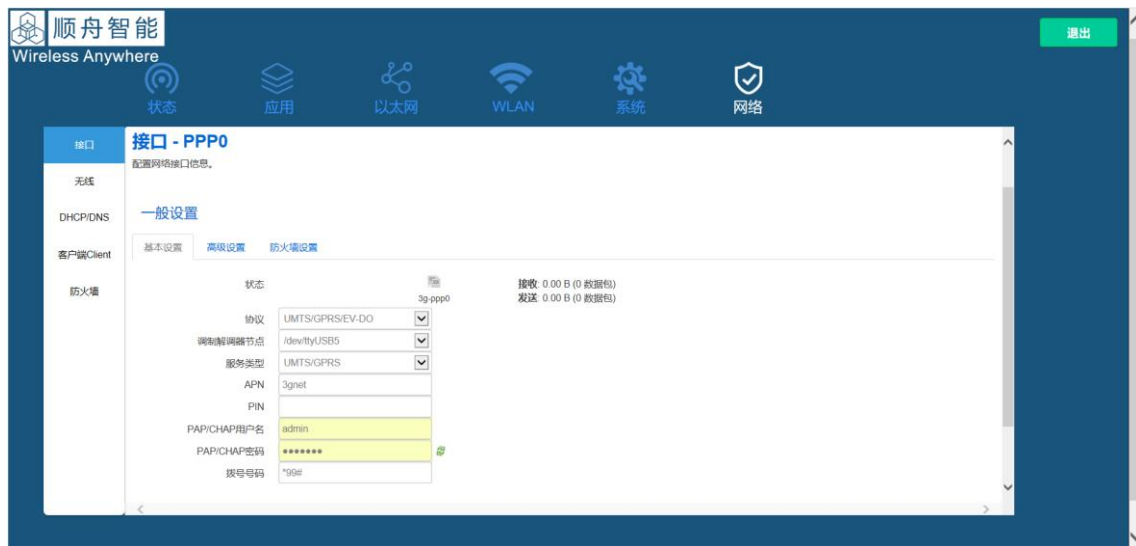 顺舟智能
Wireless Anywhere
退出
状态
应用
以太网
WLAN
系统
网络
接口
无线
DHCP/DNS
客户端Client
防火墙
接口 - PPP0
配置网络接口信息。
一般设置
基本设置 高级设置 防火墙设置
状态
3g-ppp0
接收: 0.00 B (0 数据包)
发送: 0.00 B (0 数据包)
协议 UMTS/GPRS/EV-DO
调制解调器节点 /dev/ttyUSB5
服务类型 UMTS/GPRS
APN 3gnet
PIN
PAP/CHAP用户名 admin
PAP/CHAP密码 ●●●●●●●
拨号号码 *99#